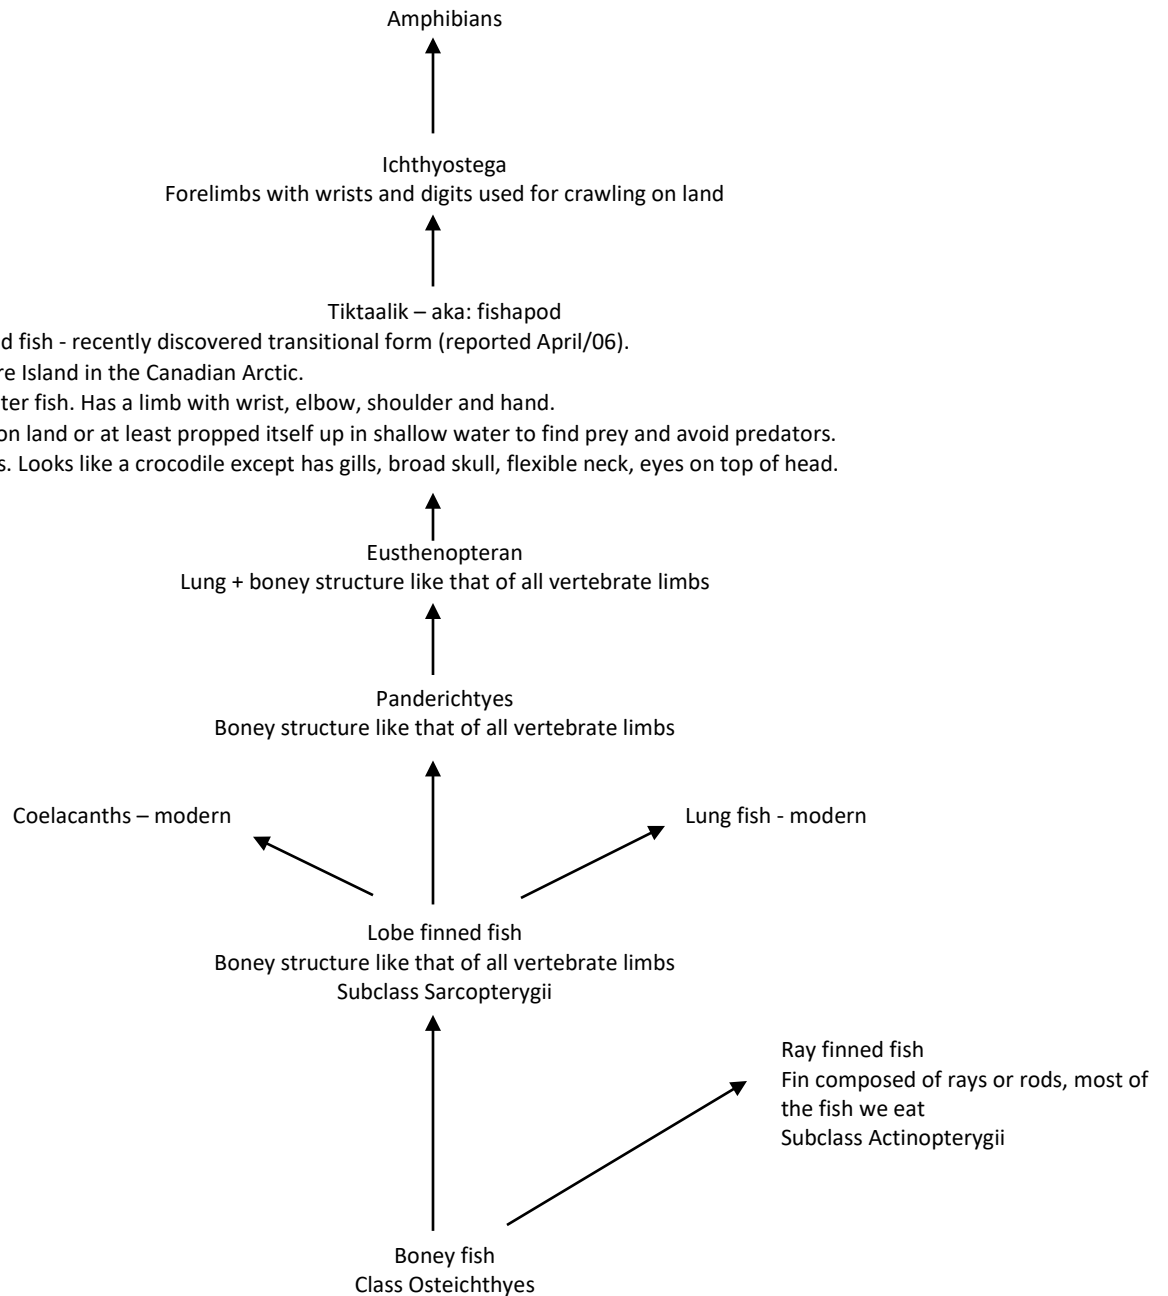 Amphibians
Ichthyostega
Forelimbs with wrists and digits used for crawling on land
Tiktaalik – aka: fishapod
d fish - recently discovered transitional form (reported April/06).
re Island in the Canadian Arctic.
ter fish. Has a limb with wrist, elbow, shoulder and hand.
on land or at least propped itself up in shallow water to find prey and avoid predators.
s. Looks like a crocodile except has gills, broad skull, flexible neck, eyes on top of head.
Eusthenopteran
Lung + boney structure like that of all vertebrate limbs
Panderichtyes
Boney structure like that of all vertebrate limbs
Coelacanths – modern
Lung fish - modern
Lobe finned fish
Boney structure like that of all vertebrate limbs
Subclass Sarcopterygii
Ray finned fish
Fin composed of rays or rods, most of
the fish we eat
Subclass Actinopterygii
Boney fish
Class Osteichthyes